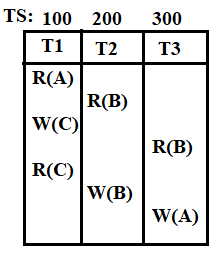 TS: 100 200 300
T1 T2 T3
R(A)
R(B)
W(C)
R(B)
R(C)
W(B)
W(A)